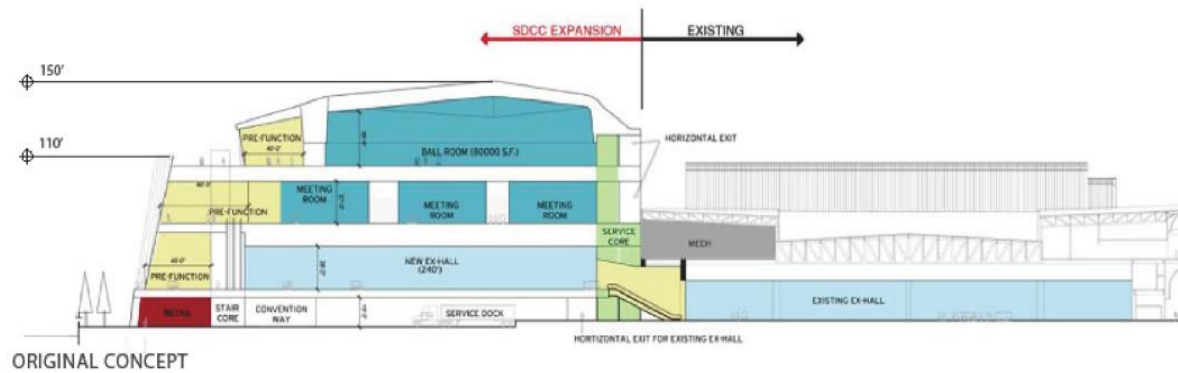 SDCC EXPANSION
EXISTING
150'
110'
PRE-FUNCTION
40'-0"
BALL ROOM (80000 S.F.)
HORIZONTAL EXIT
PRE-FUNCTION
MEETING
ROOM
MEETING
ROOM
MEETING
ROOM
SERVICE
CORE
MECH
PRE-FUNCTION
NEW EX-HALL
(240')
EXISTING EX-HALL
RETAIL
STAIR
CORE
CONVENTION
WAY
SERVICE DOCK
HORTIZONTAL EXIT FOR EXISTING EX-HALL
ORIGINAL CONCEPT